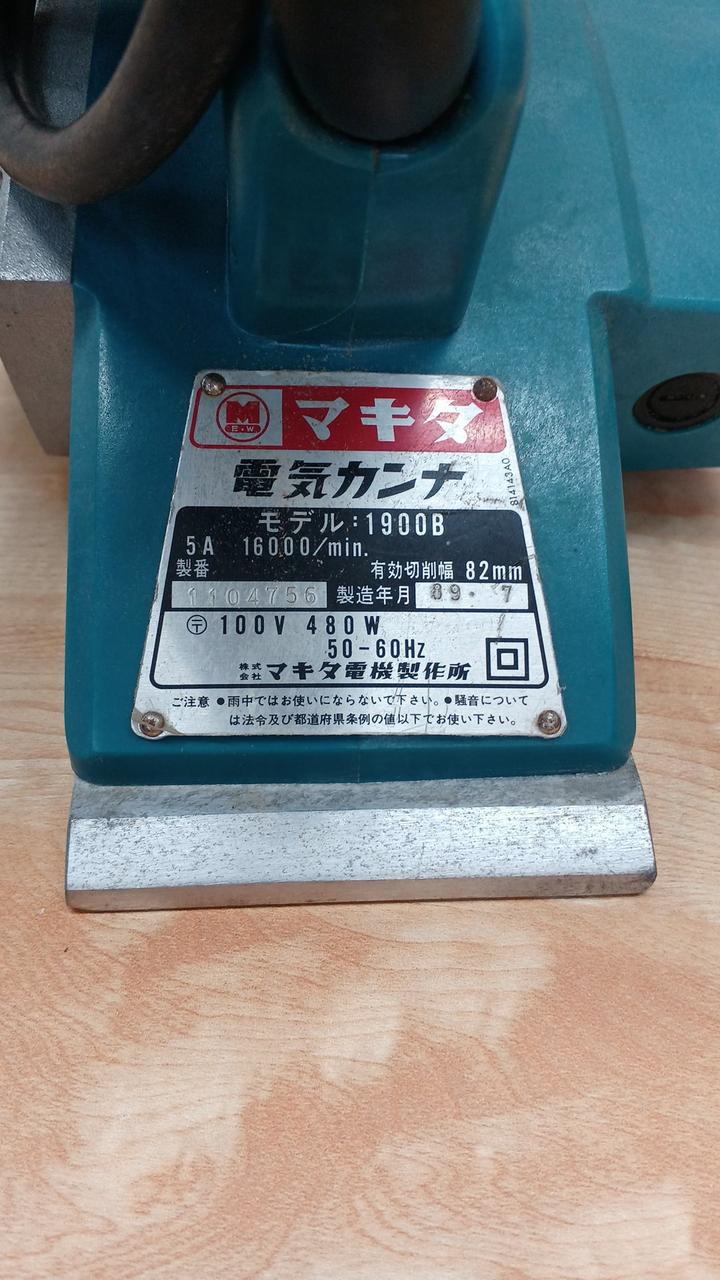 M
E.W
マキタ
電気カンナ
814143A0
モデル:1900B
5A 16000/min.
製番 有効切削幅 82mm
1104756 製造年月 89・7
〒 100V 480W
50-60Hz
株式会社 マキタ電機製作所
ご注意 ●雨中ではお使いにならないで下さい。●騒音について
は法令及び都道府県条例の値以下でお使い下さい。